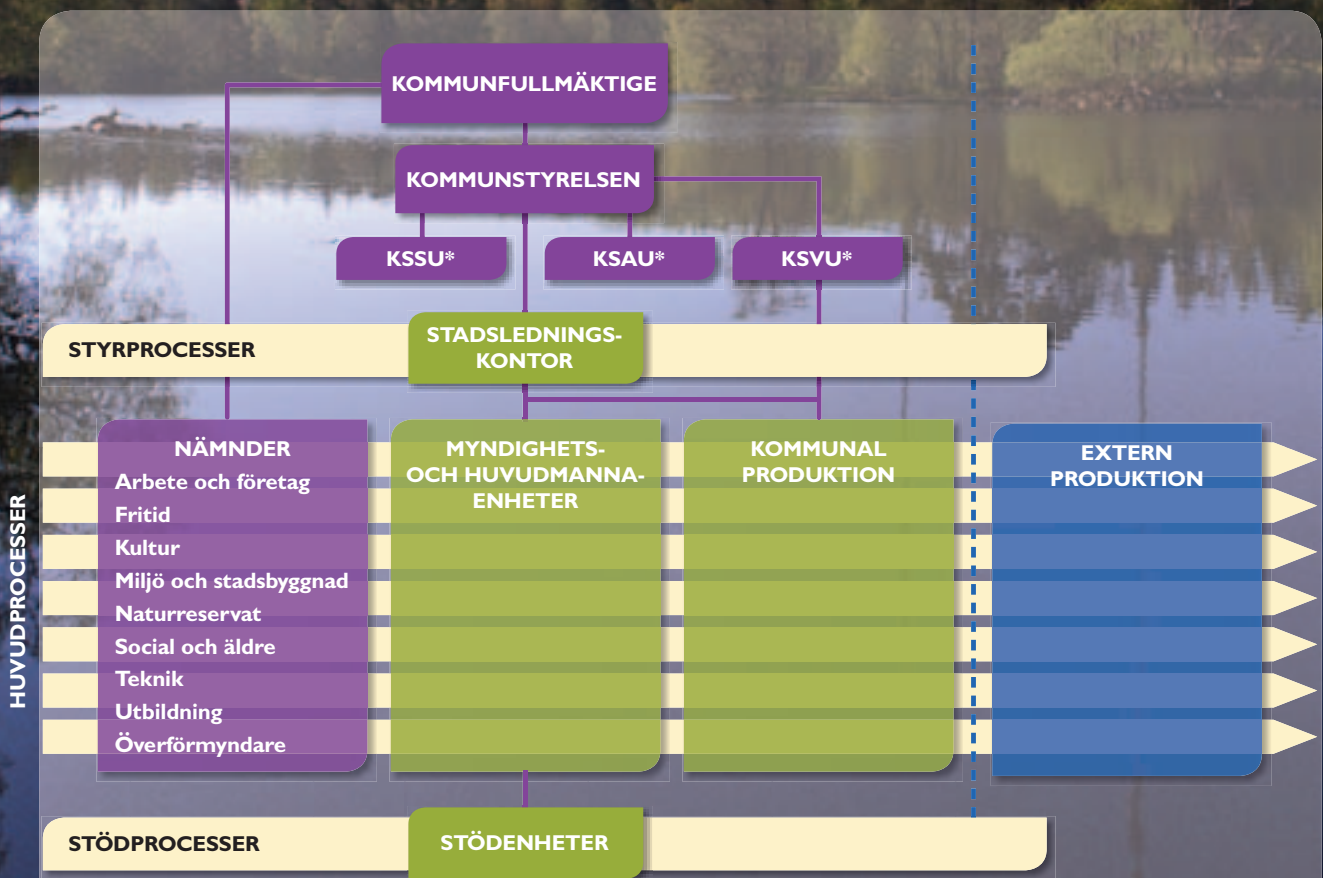 KOMMUNFULLMÄKTIGE
KOMMUNSTYRELSEN
KSSU*
KSAU*
KSVU*
STYRPROCESSER
STADSLEDNINGS-
KONTOR
HUVUDPROCESSER
NÄMNDER
Arbete och företag
Fritid
Kultur
Miljö och stadsbyggnad
Naturreservat
Social och äldre
Teknik
Utbildning
Överförmyndare
MYNDIGHETS-
OCH HUVUDMANNA-
ENHETER
KOMMUNAL
PRODUKTION
EXTERN
PRODUKTION
STÖDPROCESSER
STÖDENHETER